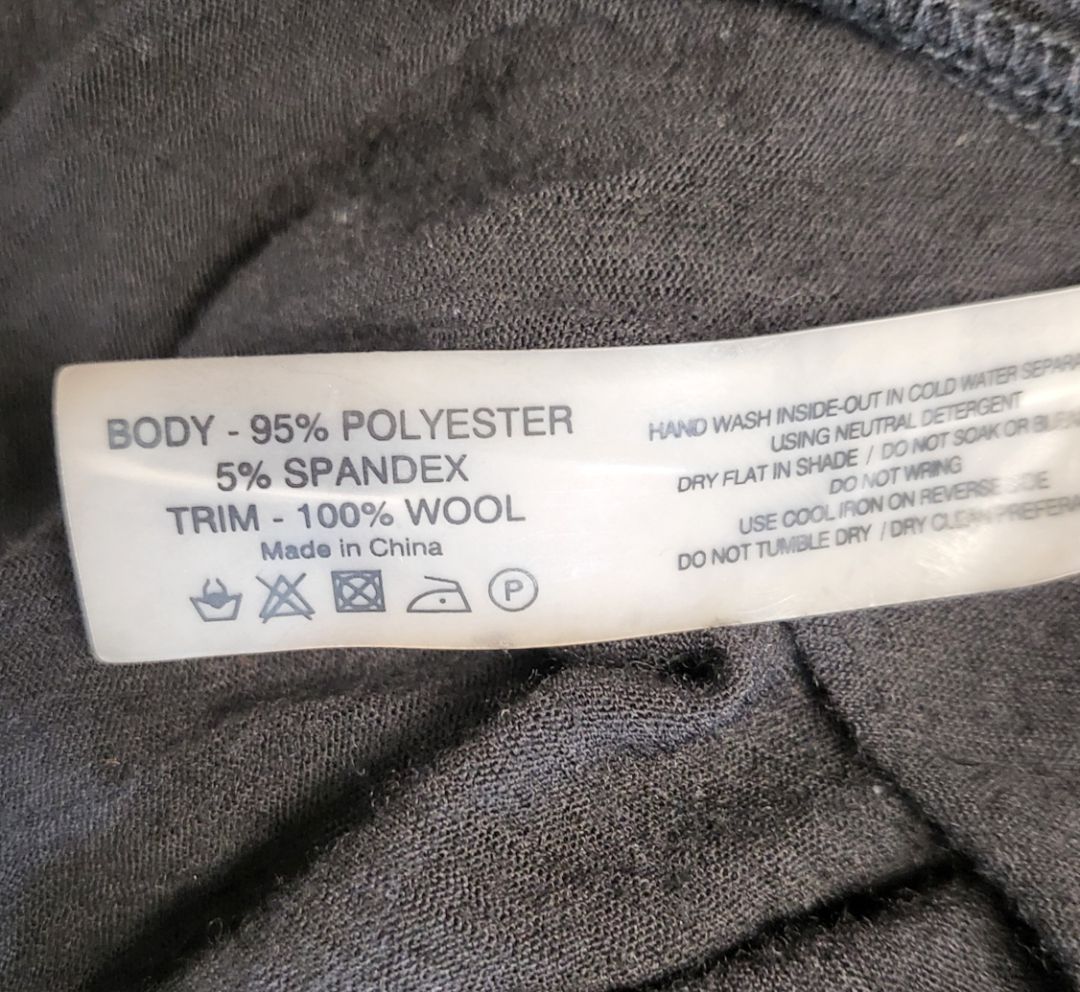 BODY - 95% POLYESTER
5% SPANDEX
TRIM - 100% WOOL
Made in China
P
HAND WASH INSIDE-OUT IN COLD WATER
USING NEUTRAL DETERGENT
DRY FLAT IN SHADE / DO NOT SOAK OR
DO NOT WRING
USE COOL IRON ON REVERSE
DO NOT TUMBLE DRY / DRY